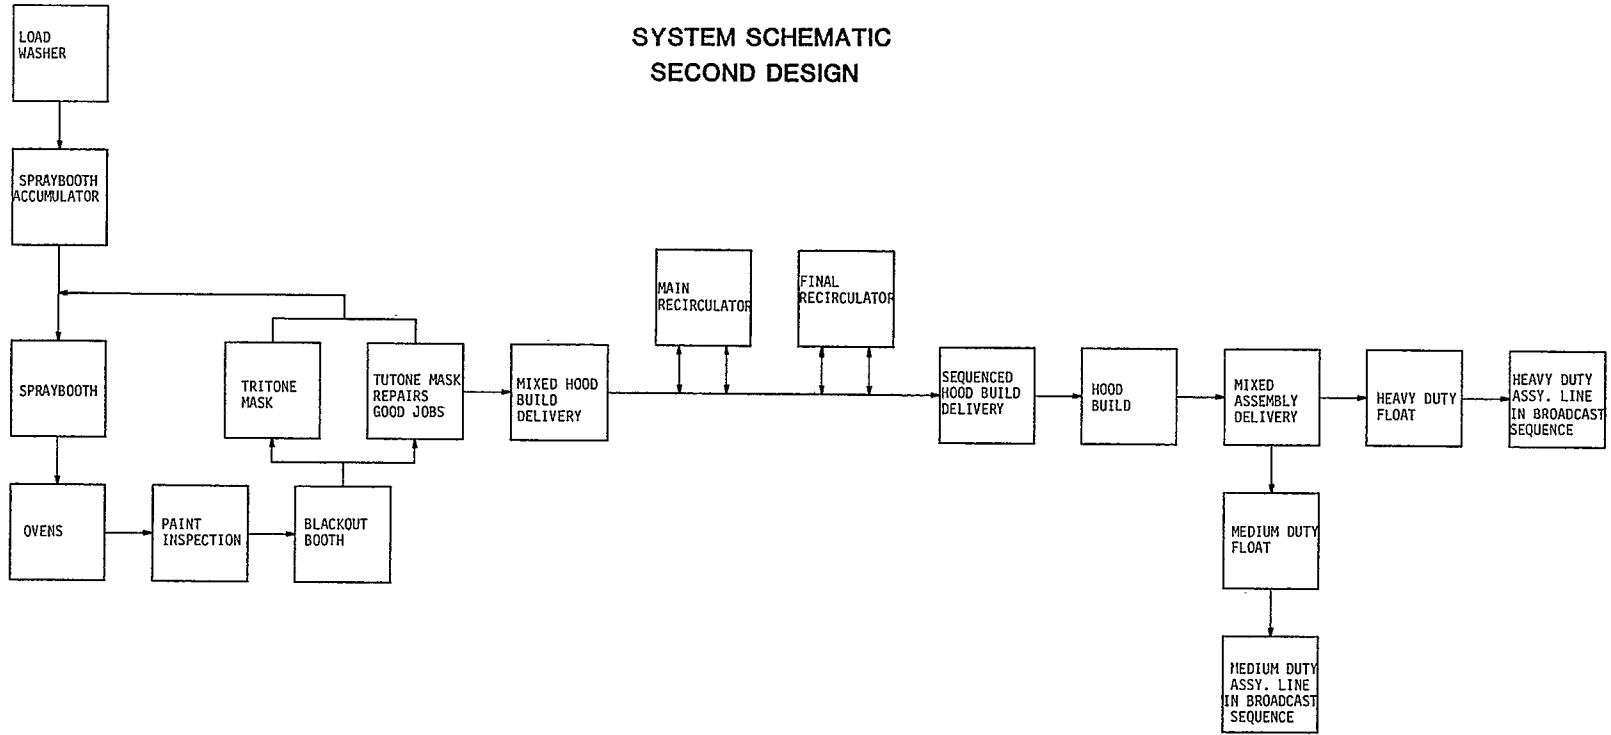 SYSTEM SCHEMATIC
SECOND DESIGN
LOAD
WASHER
SPRAYBOOTH
ACCUMULATOR
MAIN
RECIRCULATOR
FINAL
RECIRCULATOR
SPRAYBOOTH
TRITONE
MASK
TUTONE MASK
REPAIRS
GOOD JOBS
MIXED HOOD
BUILD
DELIVERY
SEQUENCED
HOOD BUILD
DELIVERY
HOOD
BUILD
MIXED
ASSEMBLY
DELIVERY
HEAVY DUTY
FLOAT
HEAVY DUTY
ASSY. LINE
IN BROADCAST
SEQUENCE
OVENS
PAINT
INSPECTION
BLACKOUT
BOOTH
MEDIUM DUTY
FLOAT
MEDIUM DUTY
ASSY. LINE
IN BROADCAST
SEQUENCE